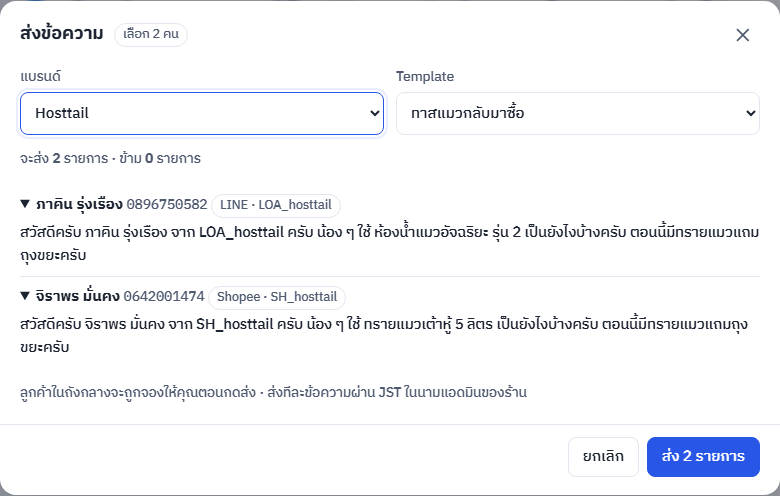 ส่งข้อความ เลือก 2 คน
แบรนด์ Template
Hosttail ทาสแมวกลับมาซื้อ
จะส่ง 2 รายการ · ข้าม 0 รายการ
▼ ภาคิน รุ่งเรือง 0896750582 LINE · LOA_hosttail
สวัสดีครับ ภาคิน รุ่งเรือง จาก LOA_hosttail ครับ น้อง ๆ ใช้ ห้องน้ำแมวอัจฉริยะ รุ่น 2 เป็นยังไงบ้างครับ ตอนนี้มีทรายแมวแถม
ถุงขยะครับ
▼ จิราพร มั่นคง 0642001474 Shopee · SH_hosttail
สวัสดีครับ จิราพร มั่นคง จาก SH_hosttail ครับ น้อง ๆ ใช้ ทรายแมวเต้าหู้ 5 ลิตร เป็นยังไงบ้างครับ ตอนนี้มีทรายแมวแถมถุง
ขยะครับ
ลูกค้าในถังกลางจะถูกจองให้คุณตอนกดส่ง · ส่งทีละข้อความผ่าน JST ในนามแอดมินของร้าน
ยกเลิก ส่ง 2 รายการ